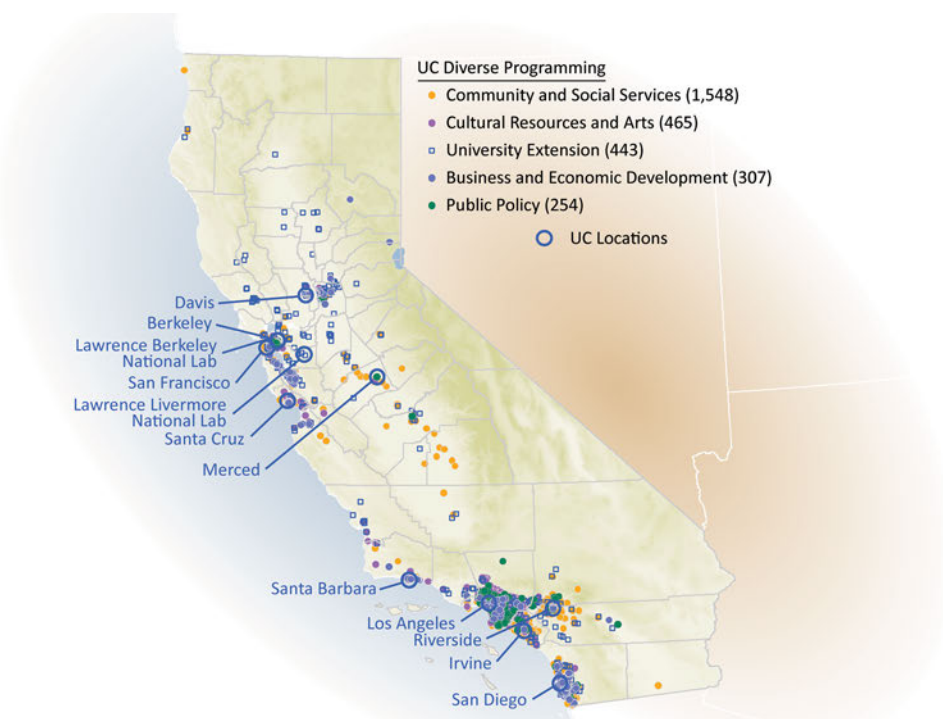 UC Diverse Programming
Community and Social Services (1,548)
Cultural Resources and Arts (465)
University Extension (443)
Business and Economic Development (307)
Public Policy (254)
UC Locations
Davis
Berkeley
Lawrence Berkeley
National Lab
San Francisco
Lawrence Livermore
National Lab
Santa Cruz
Merced
Santa Barbara
Los Angeles
Riverside
Irvine
San Diego